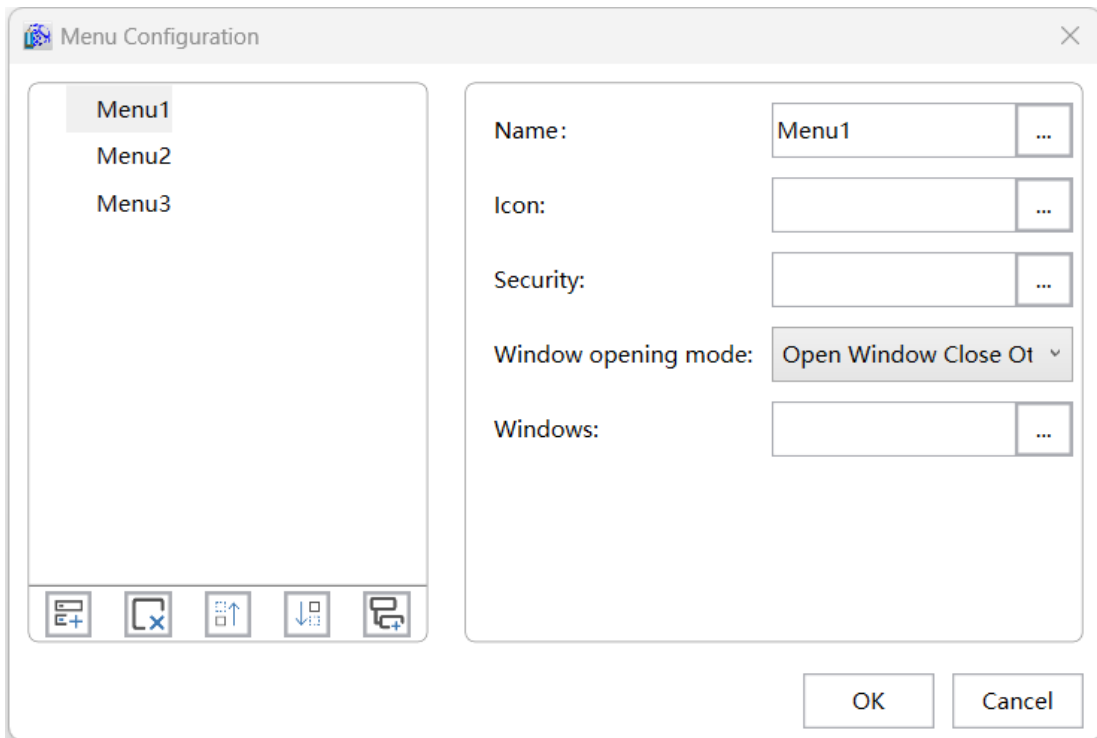 Menu Configuration
Menu1
Menu2
Menu3
Name:
Menu1
...
Icon:
...
Security:
...
Window opening mode:
Open Window Close Ot
Windows:
...
OK
Cancel